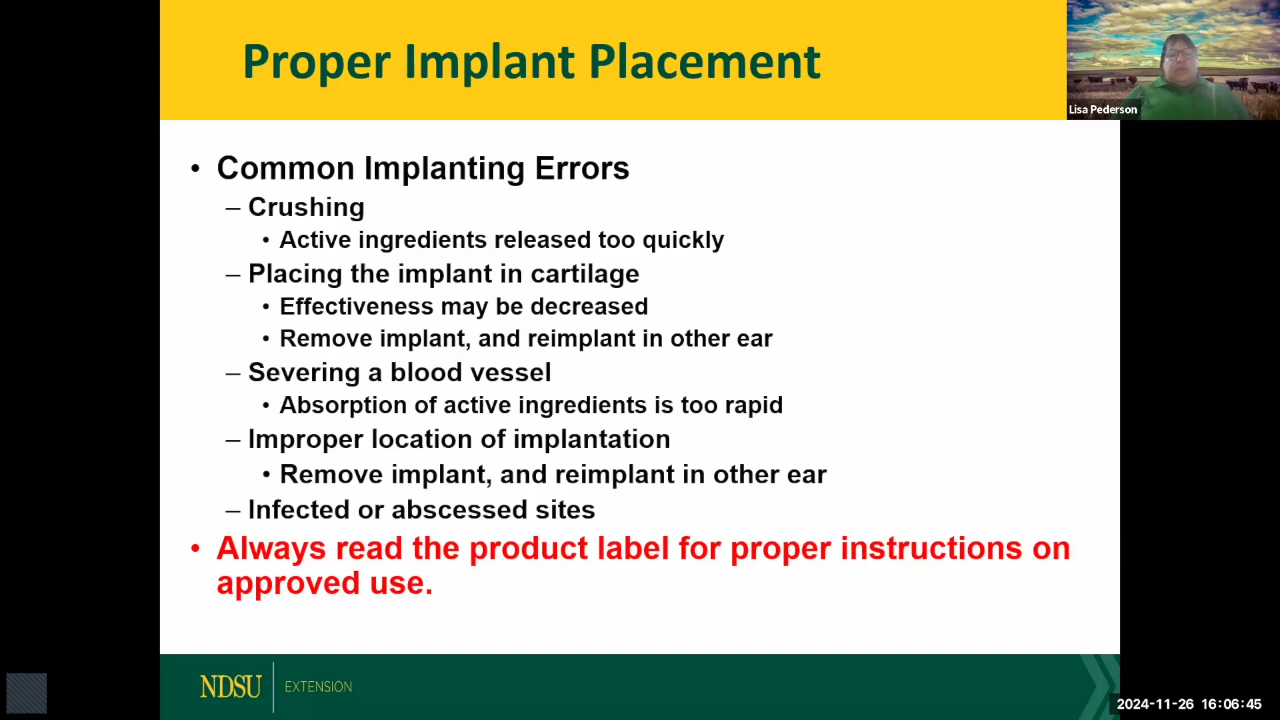 Proper Implant Placement
Lisa Pederson
• Common Implanting Errors
– Crushing
• Active ingredients released too quickly
– Placing the implant in cartilage
• Effectiveness may be decreased
• Remove implant, and reimplant in other ear
– Severing a blood vessel
• Absorption of active ingredients is too rapid
– Improper location of implantation
• Remove implant, and reimplant in other ear
– Infected or abscessed sites
• Always read the product label for proper instructions on
approved use.
NDSU EXTENSION
2024-11-26 16:06:45